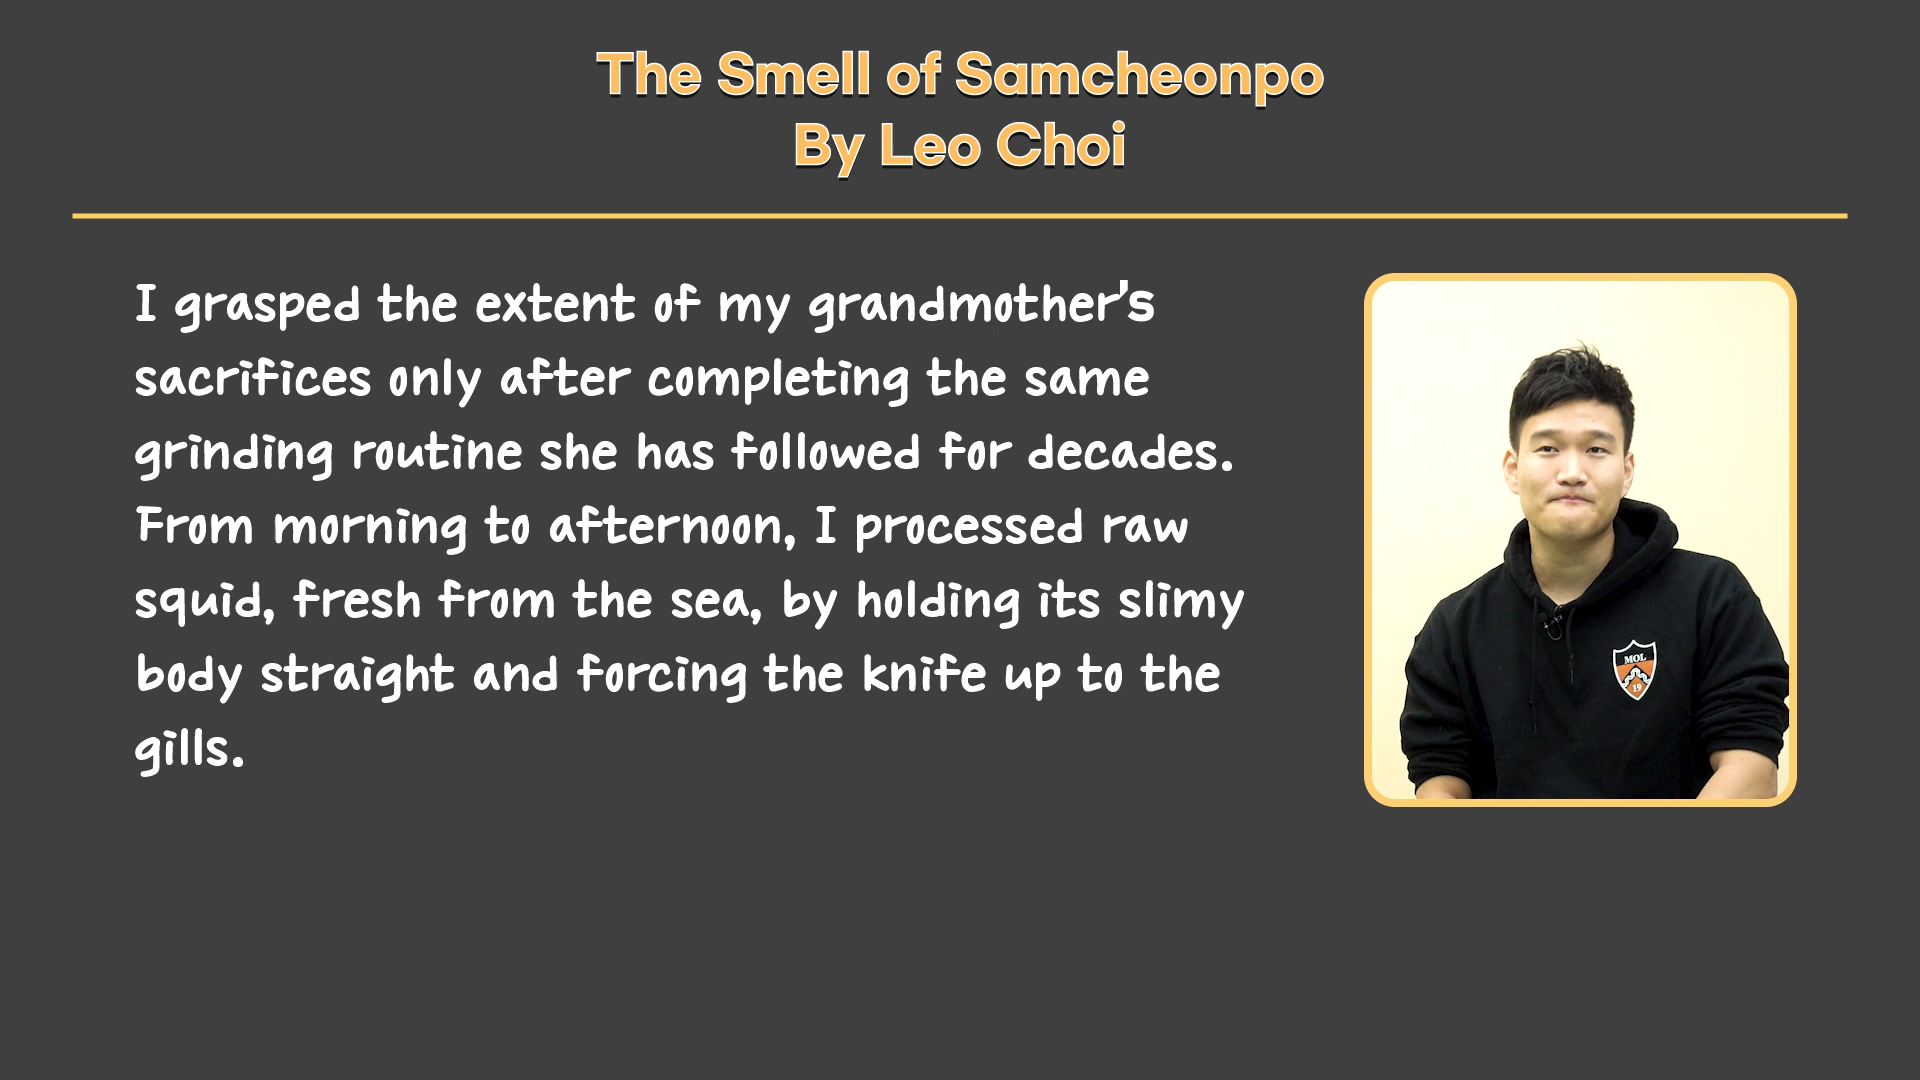 The Smell of Samcheonpo
By Leo Choi
I grasped the extent of my grandmother's
sacrifices only after completing the same
grinding routine she has followed for decades.
From morning to afternoon, I processed raw
squid, fresh from the sea, by holding its slimy
body straight and forcing the knife up to the
gills.
MOL
19